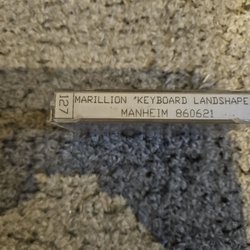 127
MARILLION 'KEYBOARD LANDSHAPE
MANHEIM 860621